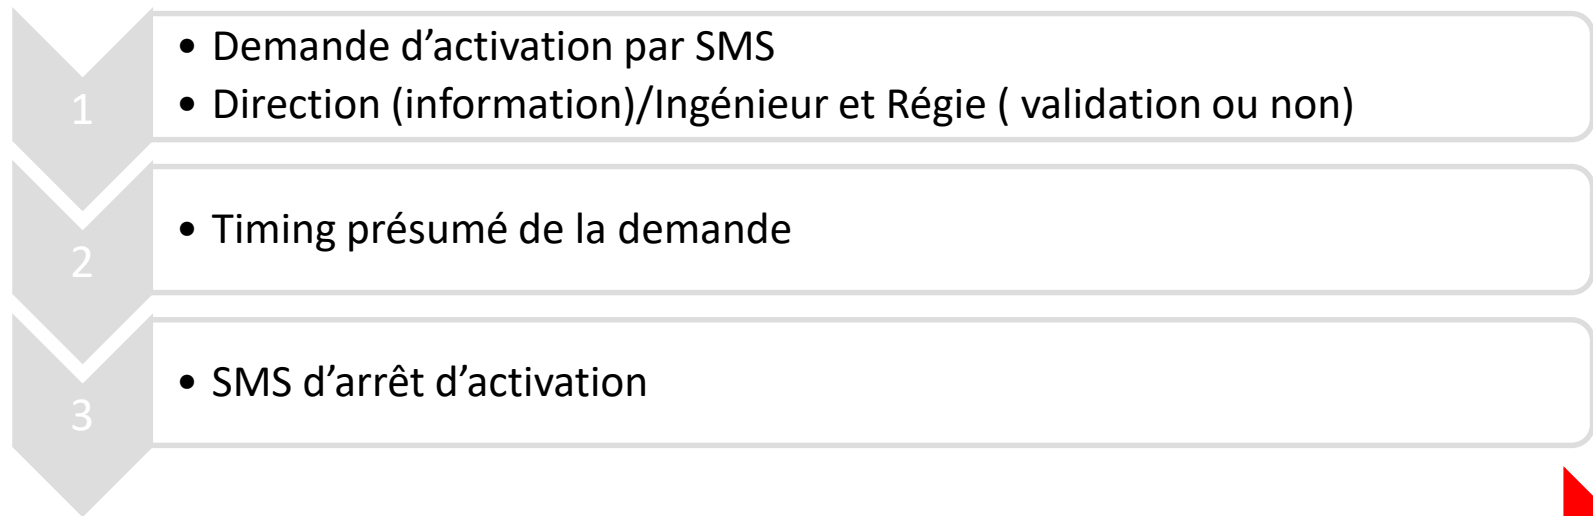 1
• Demande d’activation par SMS
• Direction (information)/Ingénieur et Régie ( validation ou non)
2
• Timing présumé de la demande
3
• SMS d’arrêt d’activation